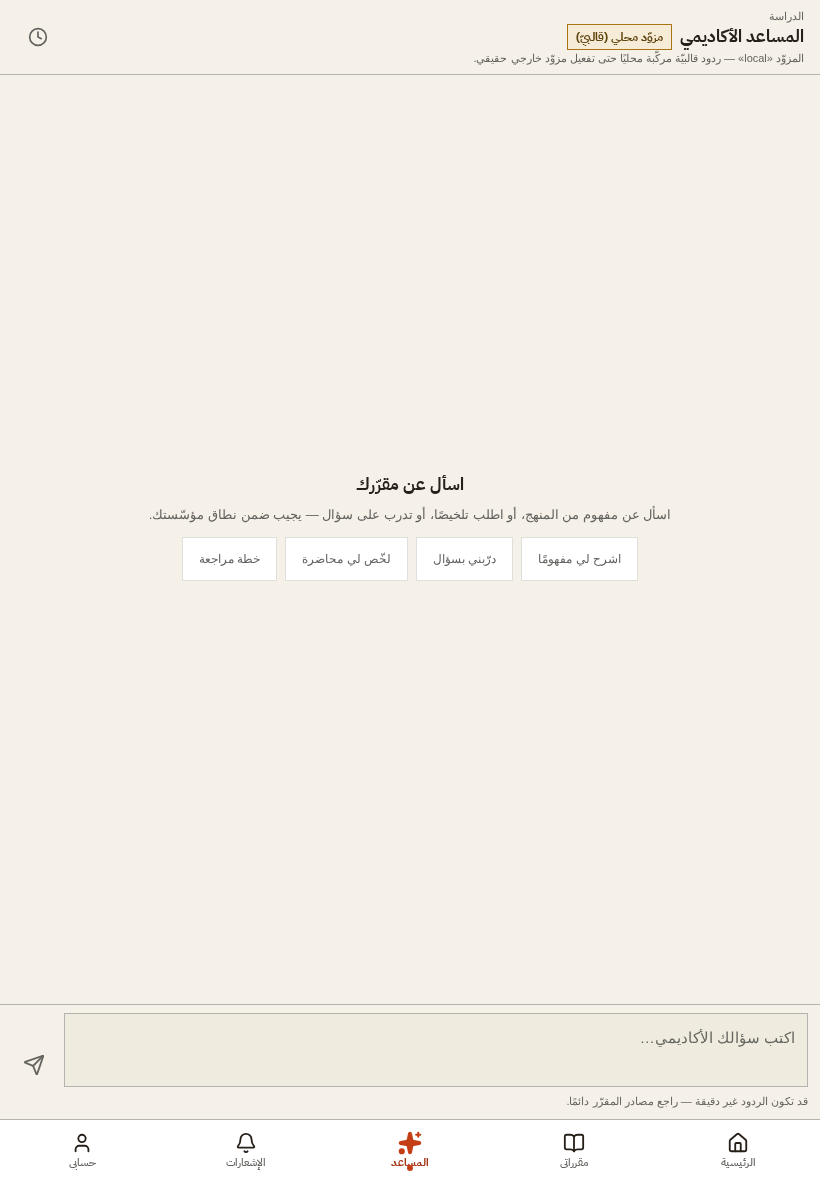 الدراسة
المساعد الأكاديمي مزوّد محلي (قالبيّ)
المزوّد «local» — ردود قالبيّة مركّبة محليًا حتى تفعيل مزوّد خارجي حقيقي.
اسأل عن مقرّرك
اسأل عن مفهوم من المنهج، أو اطلب تلخيصًا، أو تدرب على سؤال — يجيب ضمن نطاق مؤسّستك.
اشرح لي مفهومًا درّبني بسؤال لخّص لي محاضرة خطة مراجعة
اكتب سؤالك الأكاديمي...
قد تكون الردود غير دقيقة — راجع مصادر المقرّر دائمًا.
الرئيسية مقرراتي المساعد الإشعارات حسابي